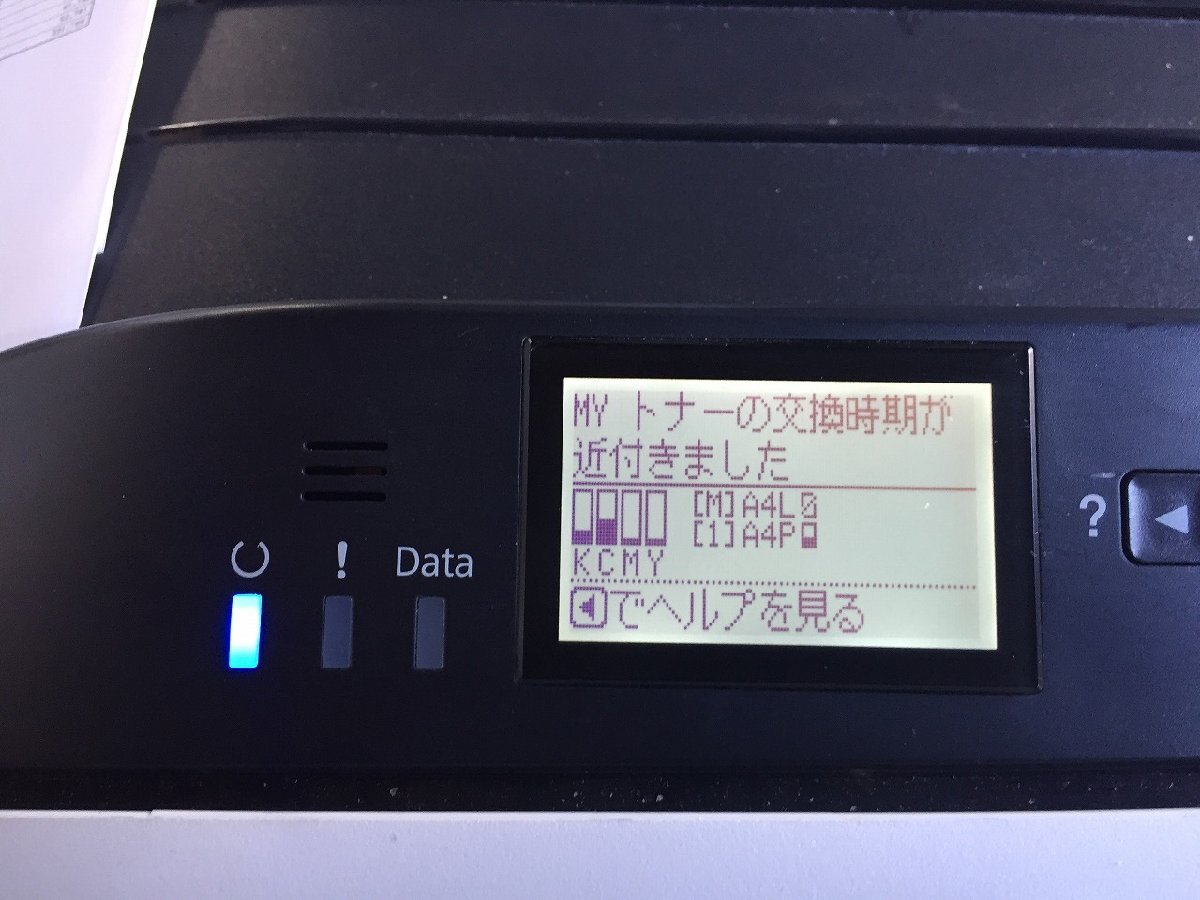 MY トナーの交換時期が
近付きました
[M]A4L
[1]A4P
KCMY
でヘルプを見る
! Data
?